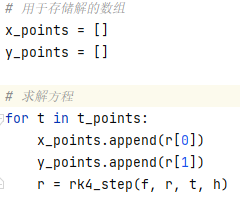 # 用于存储解的数组
x_points = []
y_points = []
# 求解方程
for t in t_points:
x_points.append(r[0])
y_points.append(r[1])
r = rk4_step(f, r, t, h)